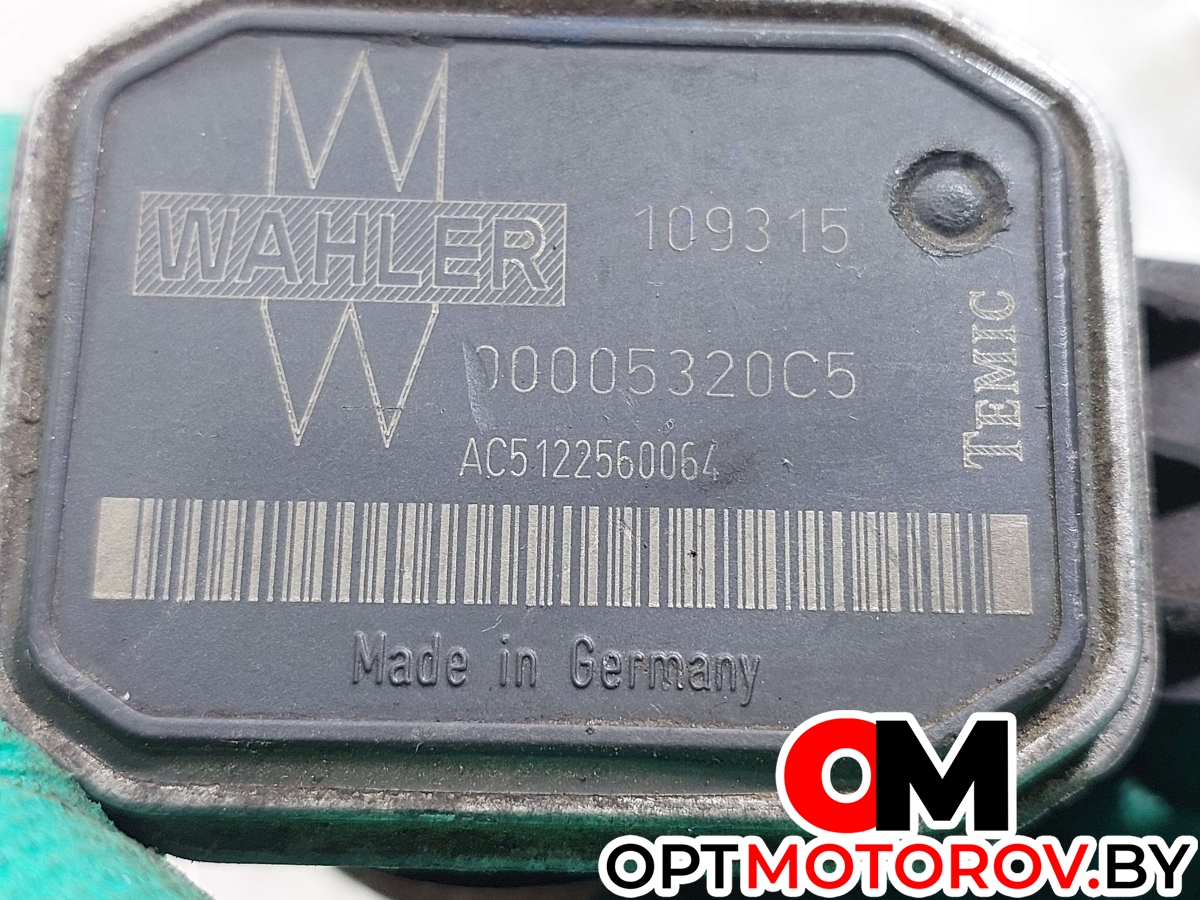 WAHLER
109315
00005320C5
TEMIC
AC5122560064
Made in Germany
OM
OPTMOTOROV.BY